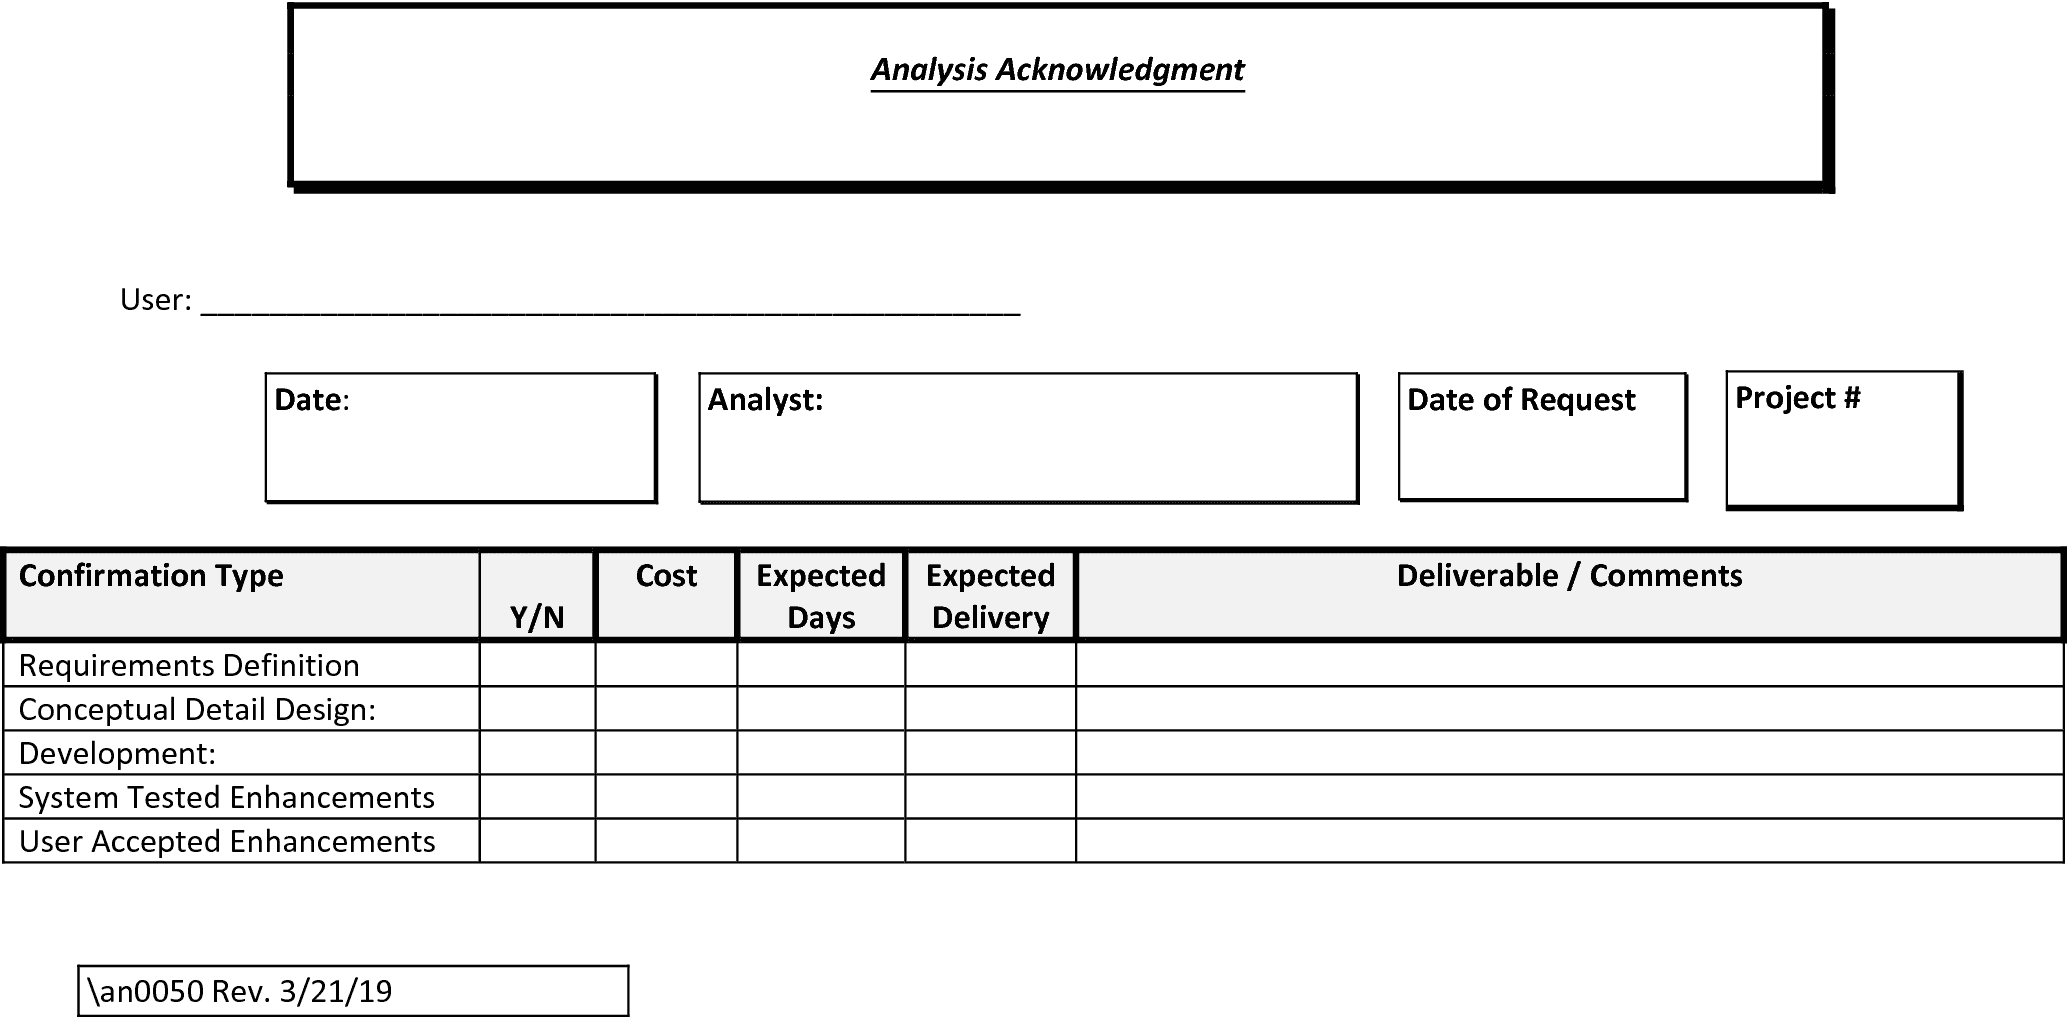 Analysis Acknowledgment
User: ________________________________________________
Date:
Analyst:
Date of Request
Project #
Confirmation Type Y/N Cost Expected Days Expected Delivery Deliverable / Comments
Requirements Definition
Conceptual Detail Design:
Development:
System Tested Enhancements
User Accepted Enhancements
\an0050 Rev. 3/21/19